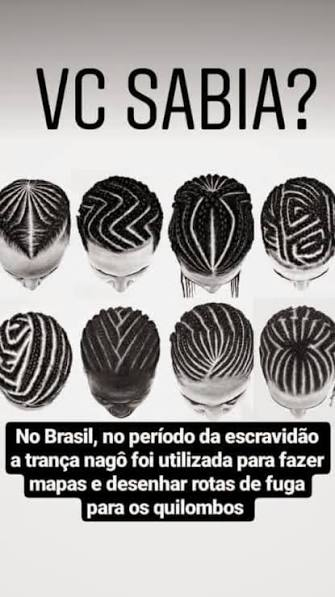 VC SABIA?
No Brasil, no período da escravidão
a trança nagô foi utilizada para fazer
mapas e desenhar rotas de fuga
para os quilombos